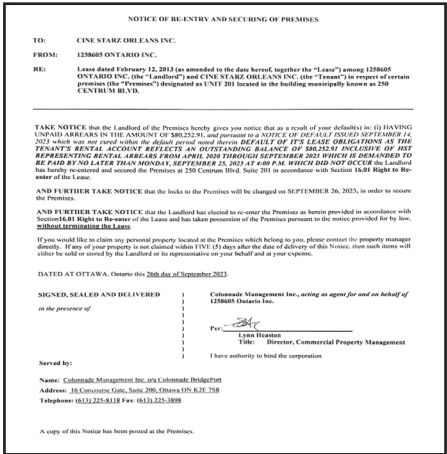 NOTICE OF RE-ENTRY AND SECURING OF PREMISES
TO: CINE STARZ ORLEANS INC.
FROM: 1258605 ONTARIO INC.
RE: Lease dated February 12, 2013 (as amended to the date hereof, together the “Lease”) among 1258605
ONTARIO INC. (the “Landlord”) and CINE STARZ ORLEANS INC. (the “Tenant”) in respect of certain
premises (the “Premises”) designated as UNIT 201 located in the building municipally known as 250
CENTRUM BLVD.
TAKE NOTICE that the Landlord of the Premises hereby gives you notice that as a result of your default(s) in: (i) HAVING
UNPAID ARREARS IN THE AMOUNT OF $80,252.91, and pursuant to a NOTICE OF DEFAULT ISSUED SEPTEMBER 14,
2023 which was not cured within the default period noted therein DEFAULT OF IT'S LEASE OBLIGATIONS AS THE
TENANT'S RENTAL ACCOUNT REFLECTS AN OUTSTANDING BALANCE OF $80,252.91 INCLUSIVE OF HST
REPRESENTING RENTAL ARREARS FROM APRIL 2020 THROUGH SEPTEMBER 2023 WHICH IS DEMANDED TO
BE PAID BY NO LATER THAN MONDAY, SEPTEMBER 25, 2023 AT 4:00 P.M. WHICH DID NOT OCCUR the Landlord
has hereby re-entered and secured the Premises at 250 Centrum Blvd. Suite 201 in accordance with Section 16.01 Right to Re-
enter of the Lease.
AND FURTHER TAKE NOTICE that the locks to the Premises will be changed on SEPTEMBER 26, 2023, in order to secure
the Premises.
AND FURTHER TAKE NOTICE that the Landlord has elected to re-enter the Premises as herein provided in accordance with
Section16.01 Right to Re-enter of the Lease and has taken possession of the Premises pursuant to the notice provided for by law,
without terminating the Lease.
If you would like to claim any personal property located at the Premises which belong to you, please contact the property manager
directly. If any of your property is not claimed within FIVE (5) days after the date of delivery of this Notice, then such items will
either be sold or stored by the Landlord or its representative on your behalf and at your expense.
DATED AT OTTAWA, Ontario this 26th day of September 2023.
SIGNED, SEALED AND DELIVERED ) Colonnade Management Inc., acting as agent for and on behalf of
) 1258605 Ontario Inc.
in the presence of )
)
) Per:
) Lynn Heaston
) Title: Director, Commercial Property Management
)
) I have authority to bind the corporation
Served by:
Name: Colonnade Management Inc. o/a Colonnade BridgePort
Address: 16 Concourse Gate, Suite 200, Ottawa ON K2E 7S8
Telephone: (613) 225-8118 Fax: (613) 225-3898
A copy of this Notice has been posted at the Premises.